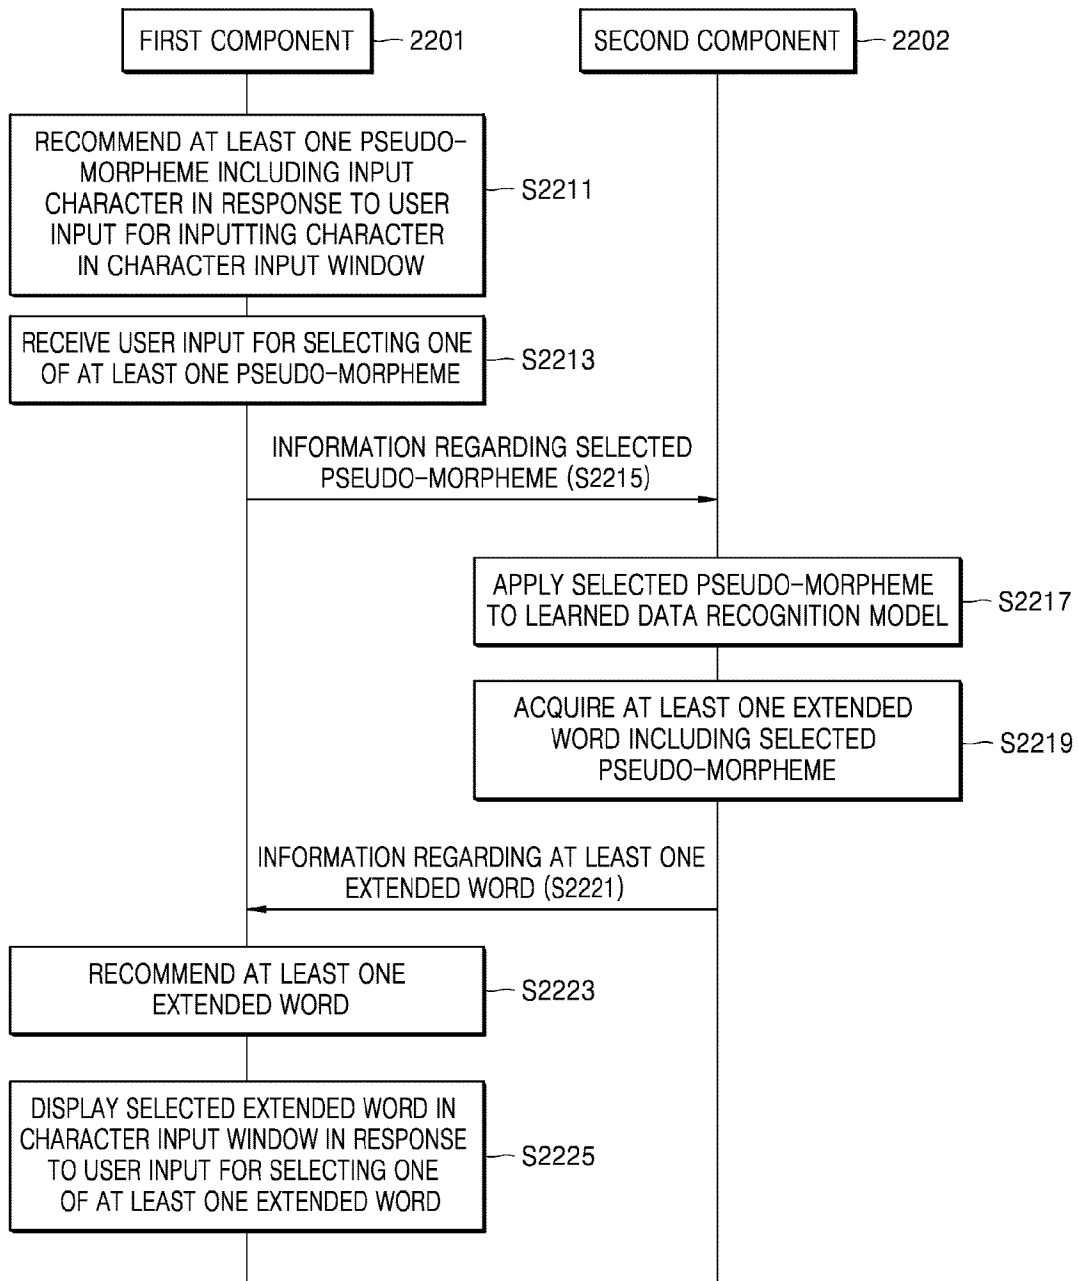 FIRST COMPONENT 2201
SECOND COMPONENT 2202
RECOMMEND AT LEAST ONE PSEUDO-
MORPHEME INCLUDING INPUT
CHARACTER IN RESPONSE TO USER
INPUT FOR INPUTTING CHARACTER
IN CHARACTER INPUT WINDOW
S2211
RECEIVE USER INPUT FOR SELECTING ONE
OF AT LEAST ONE PSEUDO-MORPHEME
S2213
INFORMATION REGARDING SELECTED
PSEUDO-MORPHEME (S2215)
APPLY SELECTED PSEUDO-MORPHEME
TO LEARNED DATA RECOGNITION MODEL
S2217
ACQUIRE AT LEAST ONE EXTENDED
WORD INCLUDING SELECTED
PSEUDO-MORPHEME
S2219
INFORMATION REGARDING AT LEAST ONE
EXTENDED WORD (S2221)
RECOMMEND AT LEAST ONE
EXTENDED WORD
S2223
DISPLAY SELECTED EXTENDED WORD IN
CHARACTER INPUT WINDOW IN RESPONSE
TO USER INPUT FOR SELECTING ONE
OF AT LEAST ONE EXTENDED WORD
S2225